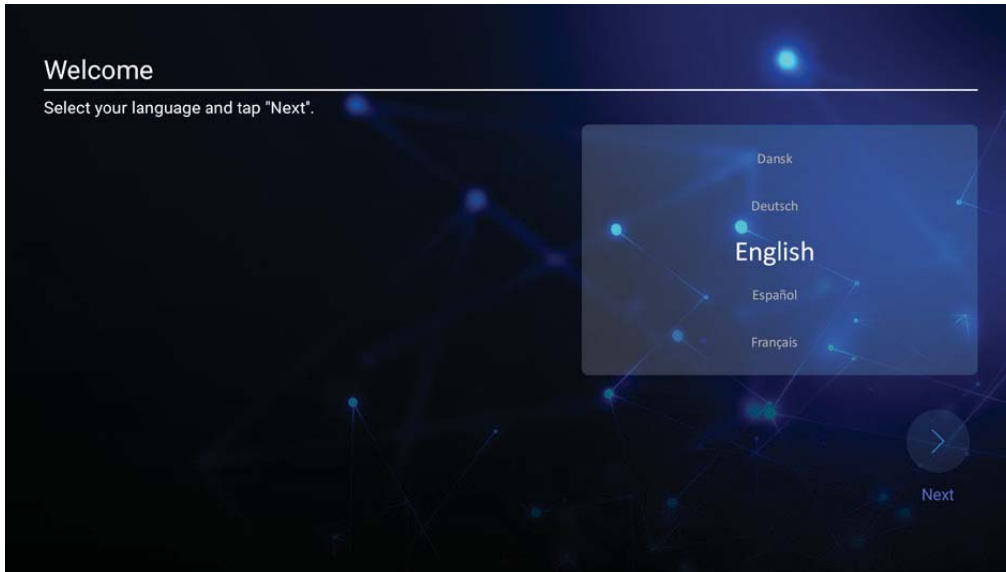 Welcome
Select your language and tap "Next".
Dansk
Deutsch
English
Español
Français
Next